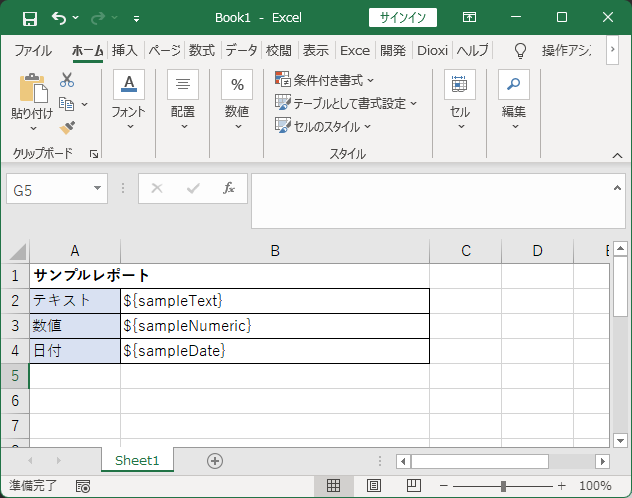 Book1 - Excel
サインイン
ファイル ホーム 挿入 ページ 数式 データ 校閲 表示 Exce 開発 Dioxi ヘルプ 操作アシ
貼り付け
クリップボード
フォント
配置
%
数値
条件付き書式
テーブルとして書式設定
セルのスタイル
スタイル
セル
編集
G5
fx
A B C D E
1 サンプルレポート
2 テキスト ${sampleText}
3 数値 ${sampleNumeric}
4 日付 ${sampleDate}
5
6
7
Sheet1
準備完了
100%